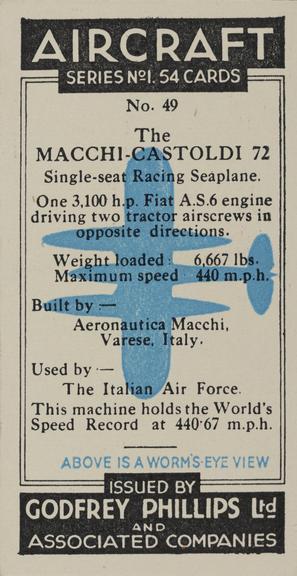 AIRCRAFT
SERIES No1. 54 CARDS
No. 49
The
MACCHI-CASTOLDI 72
Single-seat Racing Seaplane.
One 3,100 h.p. Fiat A.S.6 engine
driving two tractor airscrews in
opposite directions.
Weight loaded: 6,667 lbs.
Maximum speed 440 m.p.h.
Built by :—
Aeronautica Macchi,
Varese, Italy.
Used by :—
The Italian Air Force.
This machine holds the World's
Speed Record at 440·67 m.p.h.
ABOVE IS A WORM'S-EYE VIEW
ISSUED BY
GODFREY PHILLIPS Ltd
AND
ASSOCIATED COMPANIES